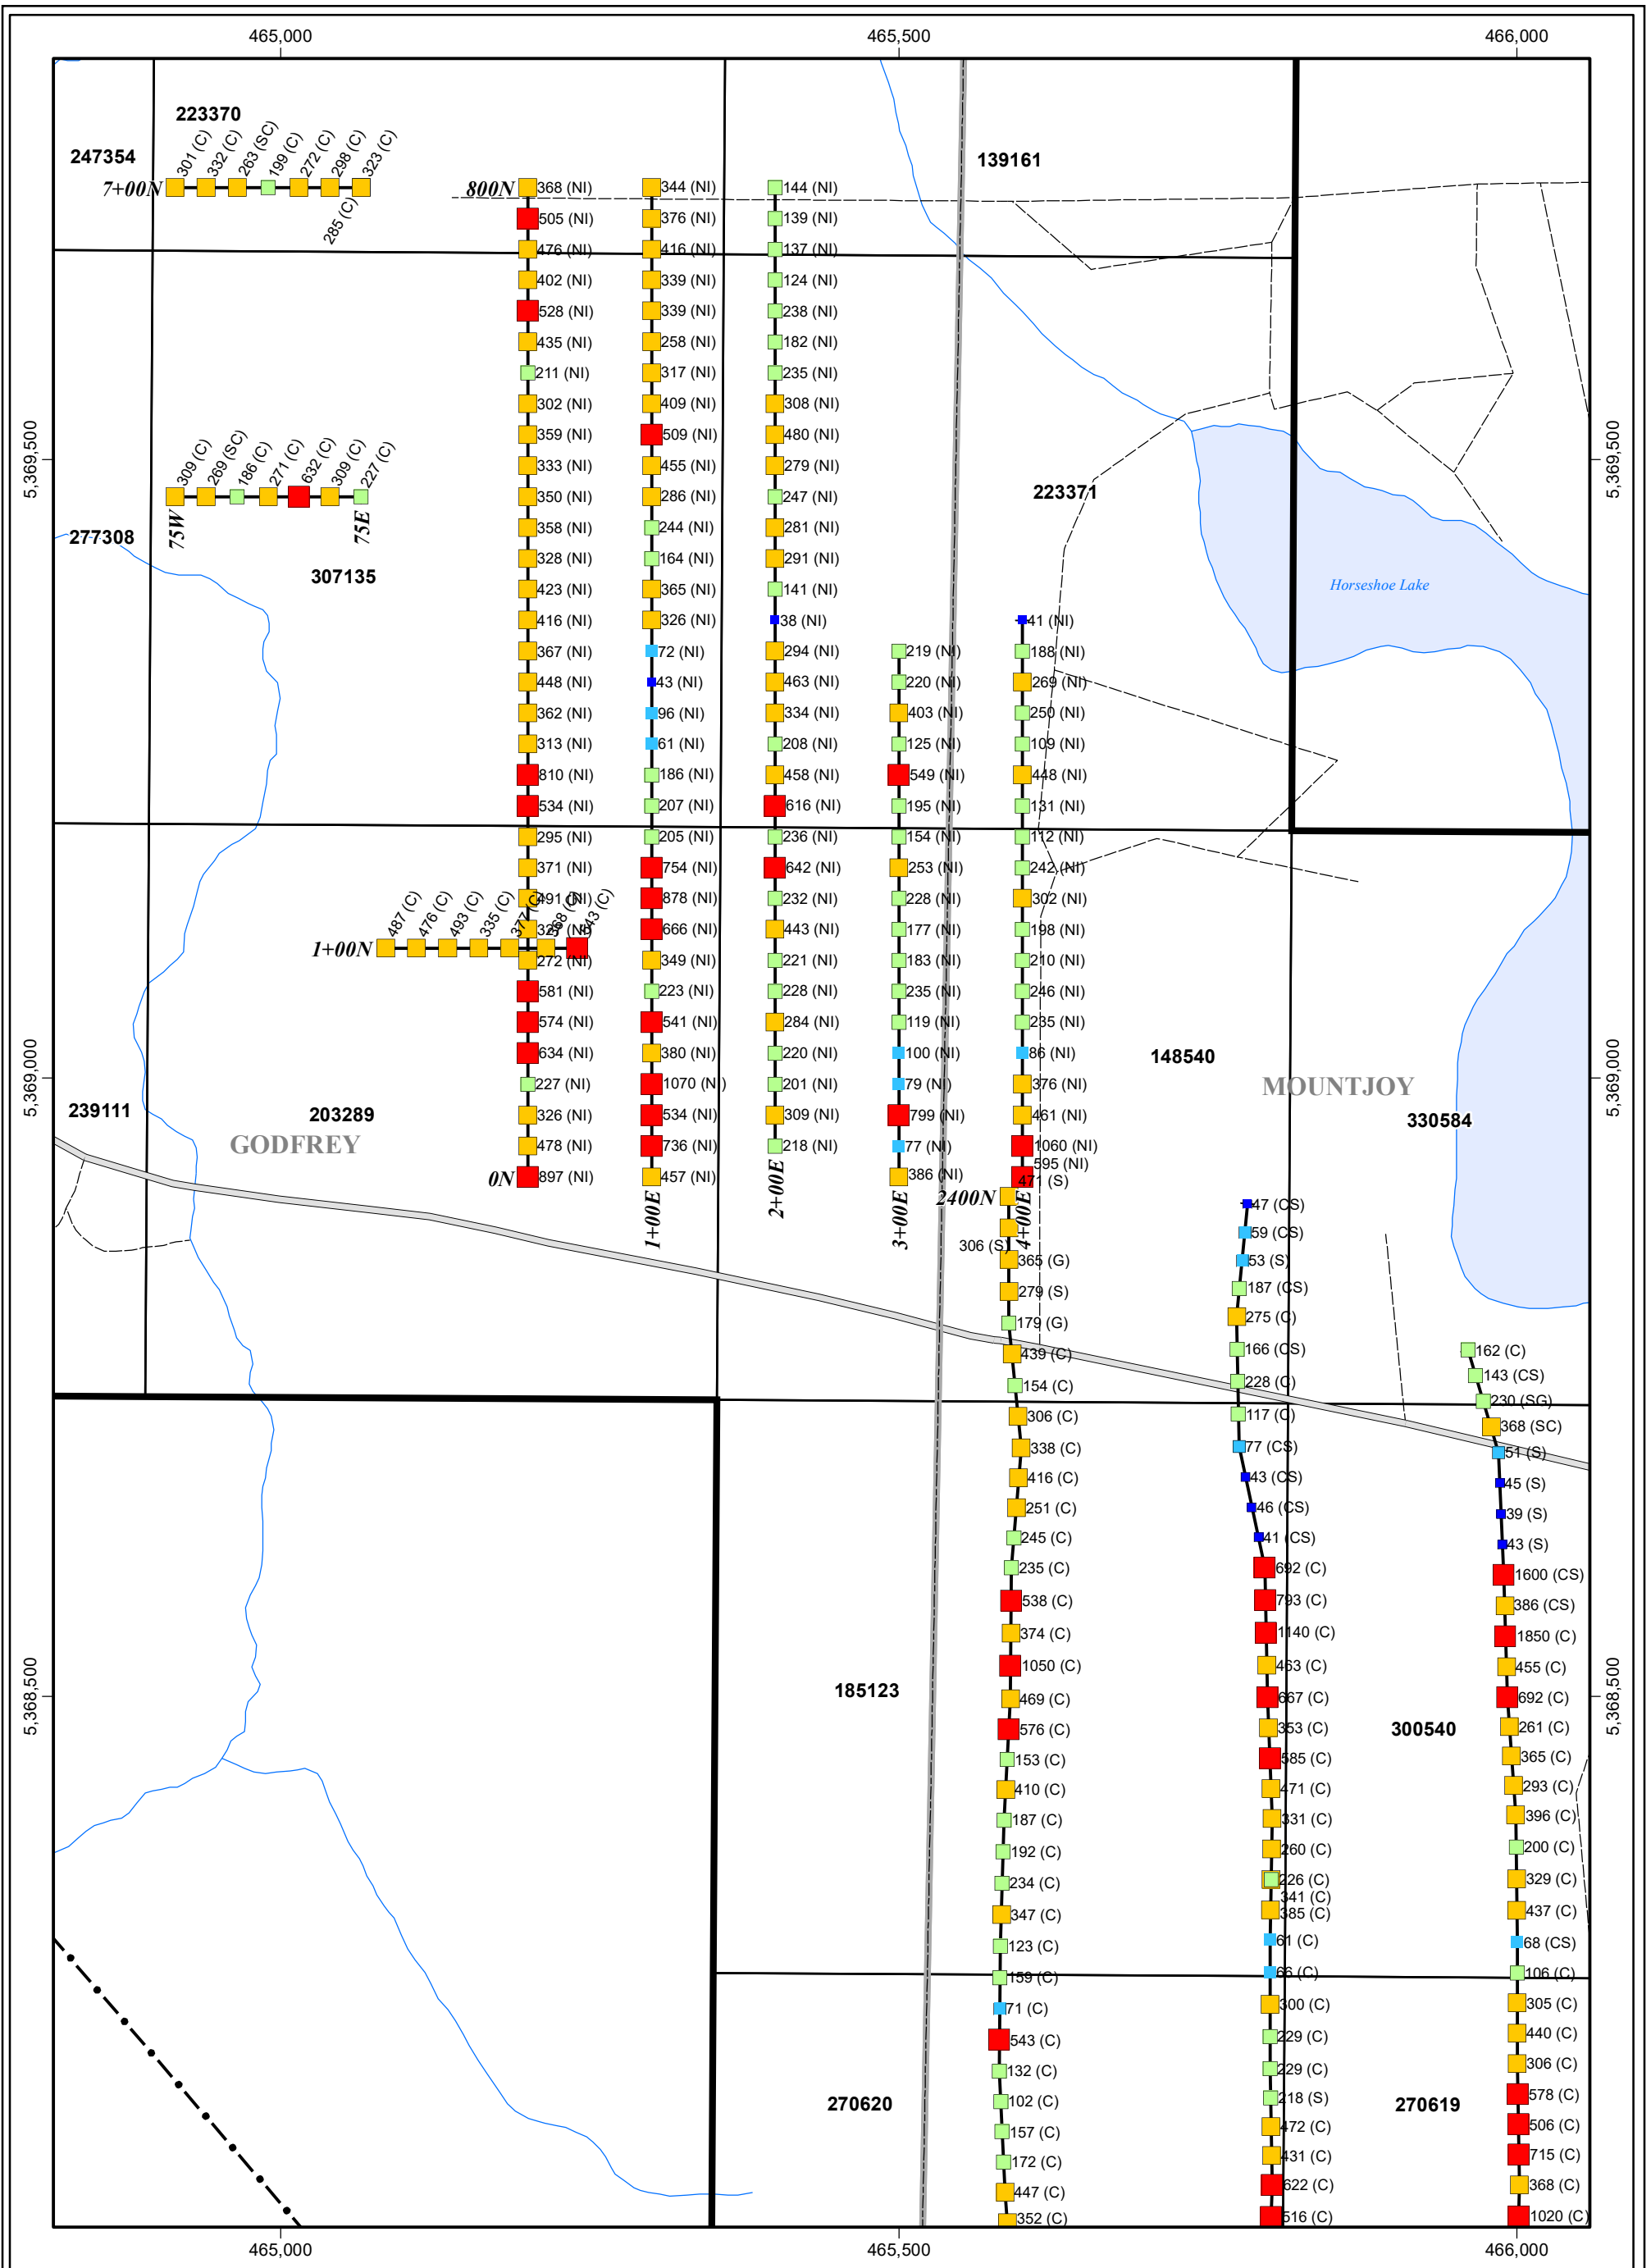 465,000
465,500
466,000
5,369,500
5,369,000
5,368,500
5,369,500
5,369,000
5,368,500
465,000
465,500
466,000
223370
247354
139161
277308
307135
223371
239111
203289
GODFREY
148540
MOUNTJOY
330584
185123
300540
270620
270619
Horseshoe Lake
7+00N
301 (C)
332 (C)
263 (SC)
199 (C)
272 (C)
298 (C)
323 (C)
285 (C)
309 (C)
269 (SC)
186 (C)
271 (C)
632 (C)
309 (C)
227 (C)
75W
75E
1+00N
487 (C)
476 (C)
493 (C)
335 (C)
800N
368 (NI)
505 (NI)
476 (NI)
402 (NI)
528 (NI)
435 (NI)
211 (NI)
302 (NI)
359 (NI)
333 (NI)
350 (NI)
358 (NI)
328 (NI)
423 (NI)
416 (NI)
367 (NI)
448 (NI)
362 (NI)
313 (NI)
810 (NI)
534 (NI)
295 (NI)
371 (NI)
491 (NI)
272 (NI)
581 (NI)
574 (NI)
634 (NI)
227 (NI)
326 (NI)
478 (NI)
0N
897 (NI)
344 (NI)
376 (NI)
416 (NI)
339 (NI)
339 (NI)
258 (NI)
317 (NI)
409 (NI)
509 (NI)
455 (NI)
286 (NI)
244 (NI)
164 (NI)
365 (NI)
326 (NI)
72 (NI)
43 (NI)
96 (NI)
61 (NI)
186 (NI)
207 (NI)
205 (NI)
754 (NI)
878 (NI)
666 (NI)
349 (NI)
223 (NI)
541 (NI)
380 (NI)
1070 (NI)
534 (NI)
736 (NI)
457 (NI)
1+00E
144 (NI)
139 (NI)
137 (NI)
124 (NI)
238 (NI)
182 (NI)
235 (NI)
308 (NI)
480 (NI)
279 (NI)
247 (NI)
281 (NI)
291 (NI)
141 (NI)
38 (NI)
294 (NI)
463 (NI)
334 (NI)
208 (NI)
458 (NI)
616 (NI)
236 (NI)
642 (NI)
232 (NI)
443 (NI)
221 (NI)
228 (NI)
284 (NI)
220 (NI)
201 (NI)
309 (NI)
218 (NI)
2+00E
219 (NI)
220 (NI)
403 (NI)
125 (NI)
549 (NI)
195 (NI)
154 (NI)
253 (NI)
228 (NI)
177 (NI)
183 (NI)
235 (NI)
119 (NI)
100 (NI)
79 (NI)
799 (NI)
77 (NI)
386 (NI)
3+00E
41 (NI)
188 (NI)
269 (NI)
250 (NI)
109 (NI)
448 (NI)
131 (NI)
112 (NI)
242 (NI)
302 (NI)
198 (NI)
210 (NI)
246 (NI)
235 (NI)
86 (NI)
376 (NI)
461 (NI)
1060 (NI)
595 (NI)
4+00E
2400N
471 (S)
306 (S)
365 (G)
279 (S)
179 (G)
439 (C)
154 (C)
306 (C)
338 (C)
416 (C)
251 (C)
245 (C)
235 (C)
538 (C)
374 (C)
1050 (C)
469 (C)
576 (C)
153 (C)
410 (C)
187 (C)
192 (C)
234 (C)
347 (C)
123 (C)
159 (C)
71 (C)
543 (C)
132 (C)
102 (C)
157 (C)
172 (C)
447 (C)
352 (C)
47 (CS)
59 (CS)
53 (S)
187 (CS)
275 (C)
166 (CS)
228 (C)
117 (C)
77 (CS)
43 (CS)
46 (CS)
41 (CS)
692 (C)
793 (C)
1140 (C)
463 (C)
667 (C)
353 (C)
585 (C)
471 (C)
331 (C)
260 (C)
226 (C)
341 (C)
385 (C)
61 (C)
66 (C)
300 (C)
229 (C)
229 (C)
218 (S)
472 (C)
431 (C)
622 (C)
516 (C)
162 (C)
143 (CS)
230 (SG)
368 (SC)
51 (S)
45 (S)
39 (S)
43 (S)
1600 (CS)
386 (CS)
1850 (C)
455 (C)
692 (C)
261 (C)
365 (C)
293 (C)
396 (C)
200 (C)
329 (C)
437 (C)
68 (CS)
106 (C)
305 (C)
440 (C)
306 (C)
578 (C)
506 (C)
715 (C)
368 (C)
1020 (C)